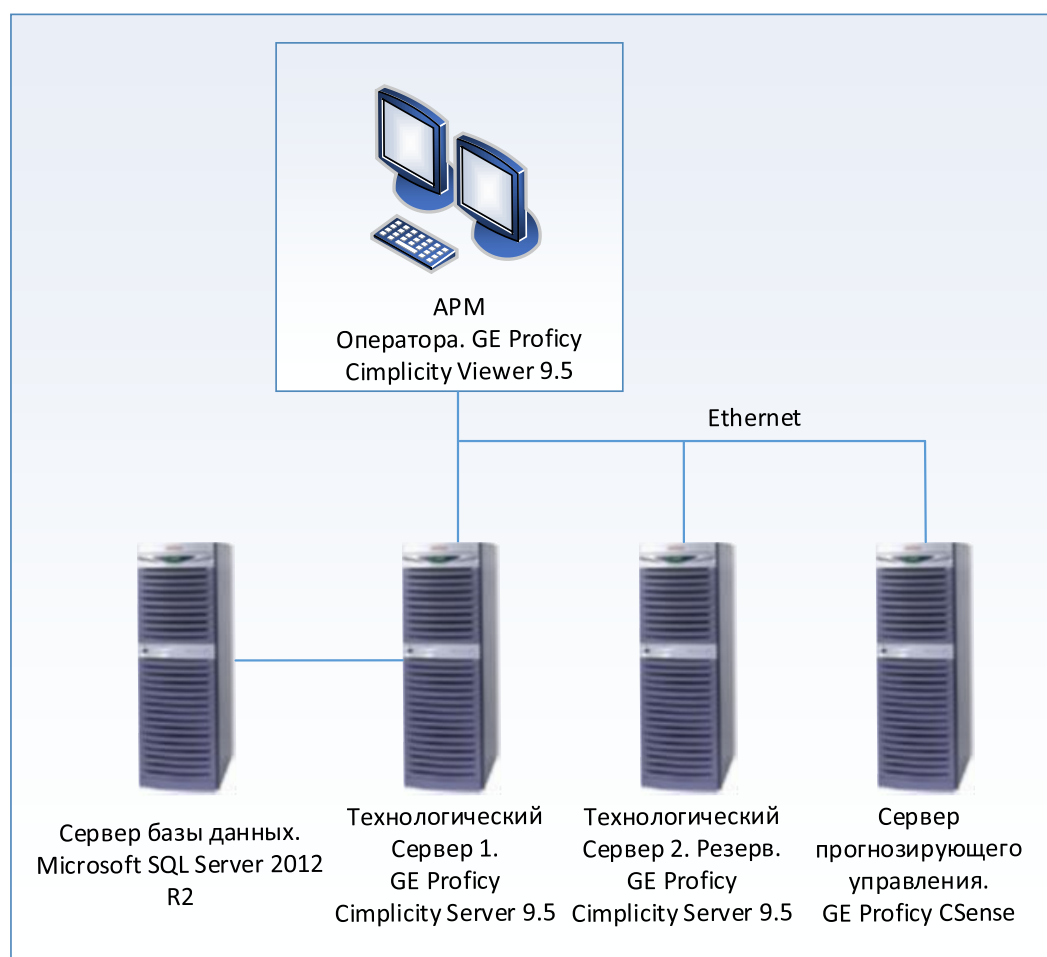 АРМ
Оператора. GE Proficy
Cimplicity Viewer 9.5
Ethernet
Сервер базы данных.
Microsoft SQL Server 2012
R2
Технологический
Сервер 1.
GE Proficy
Cimplicity Server 9.5
Технологический
Сервер 2. Резерв.
GE Proficy
Cimplicity Server 9.5
Сервер
прогнозирующего
управления.
GE Proficy CSense